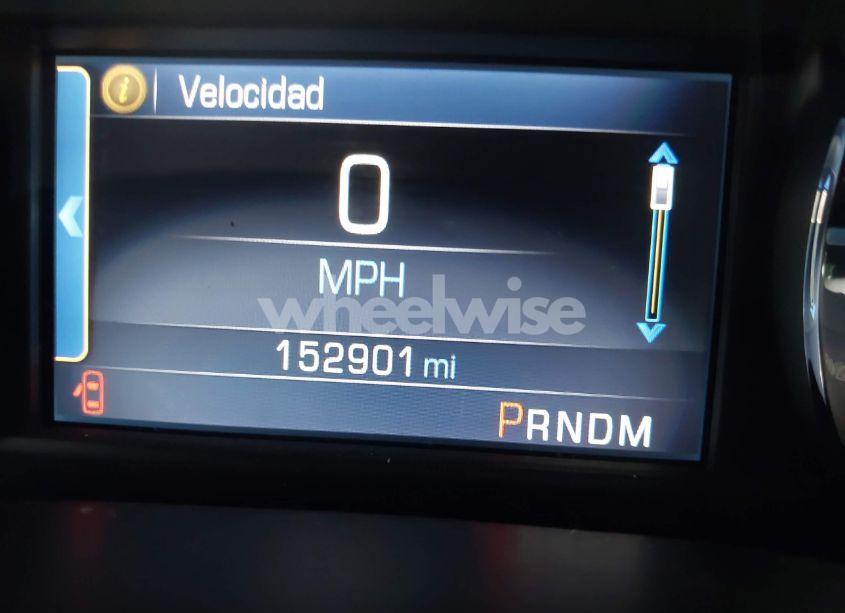 i Velocidad
0
MPH
wheelwise
152901 mi
PRNDM